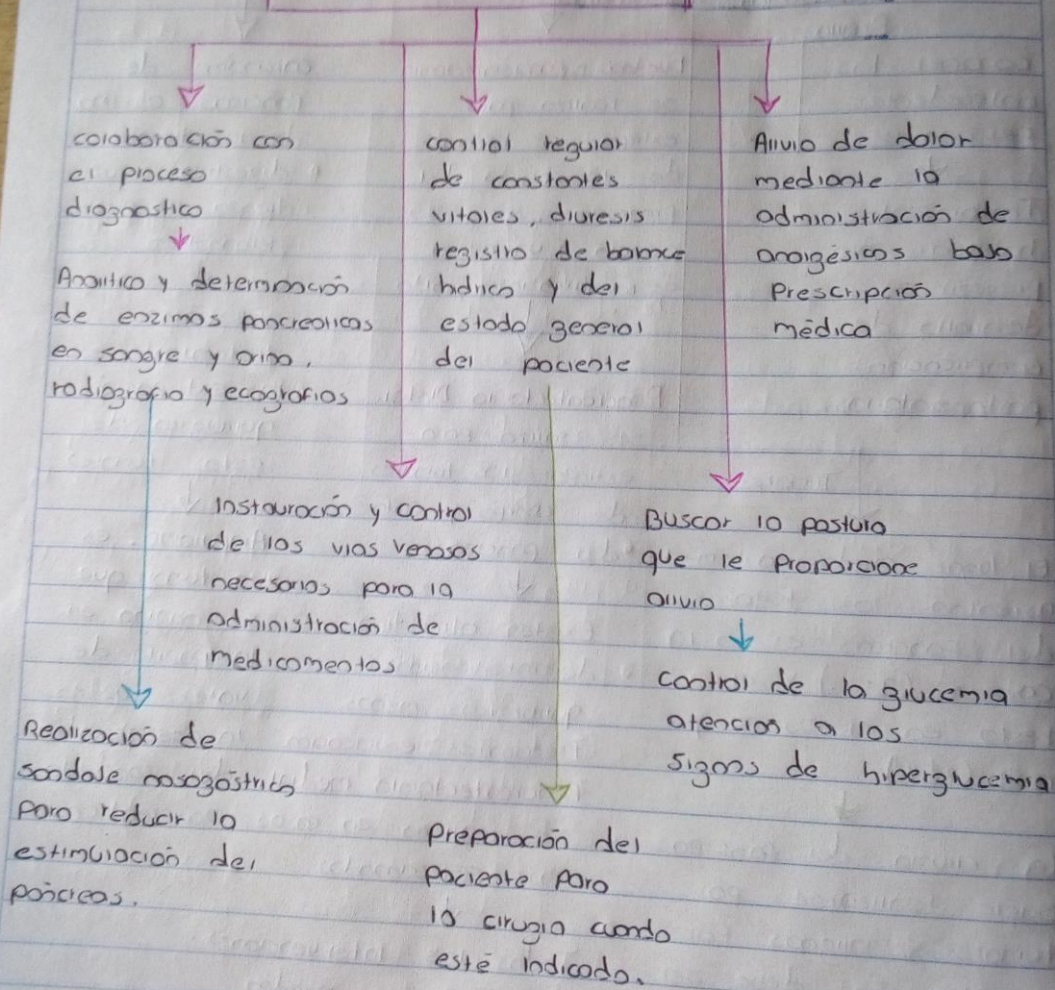 colaboración con
el proceso
diagnostico
Analitica y determinación
de enzimas pancreaticas
en sangre y orina,
radiografia y ecografias
control regular
de constantes
vitales, diuresis
registro de balance
hdrico y del
estado general
del paciente
Alivio de dolor
mediante la
administración de
analgésicos bajo
Prescripción
médica
Instauración y control
de las vias venosas
necesarias para la
administración de
medicamentos
Buscar la postura
que le proporcione
alivio
control de la glucemia
atencion a los
signos de hiperglucemia
Realización de
sondaje nasogástrico
para reducir la
estimulación del
páncreas.
Preparación del
paciente para
la cirugia cuando
esté indicado.